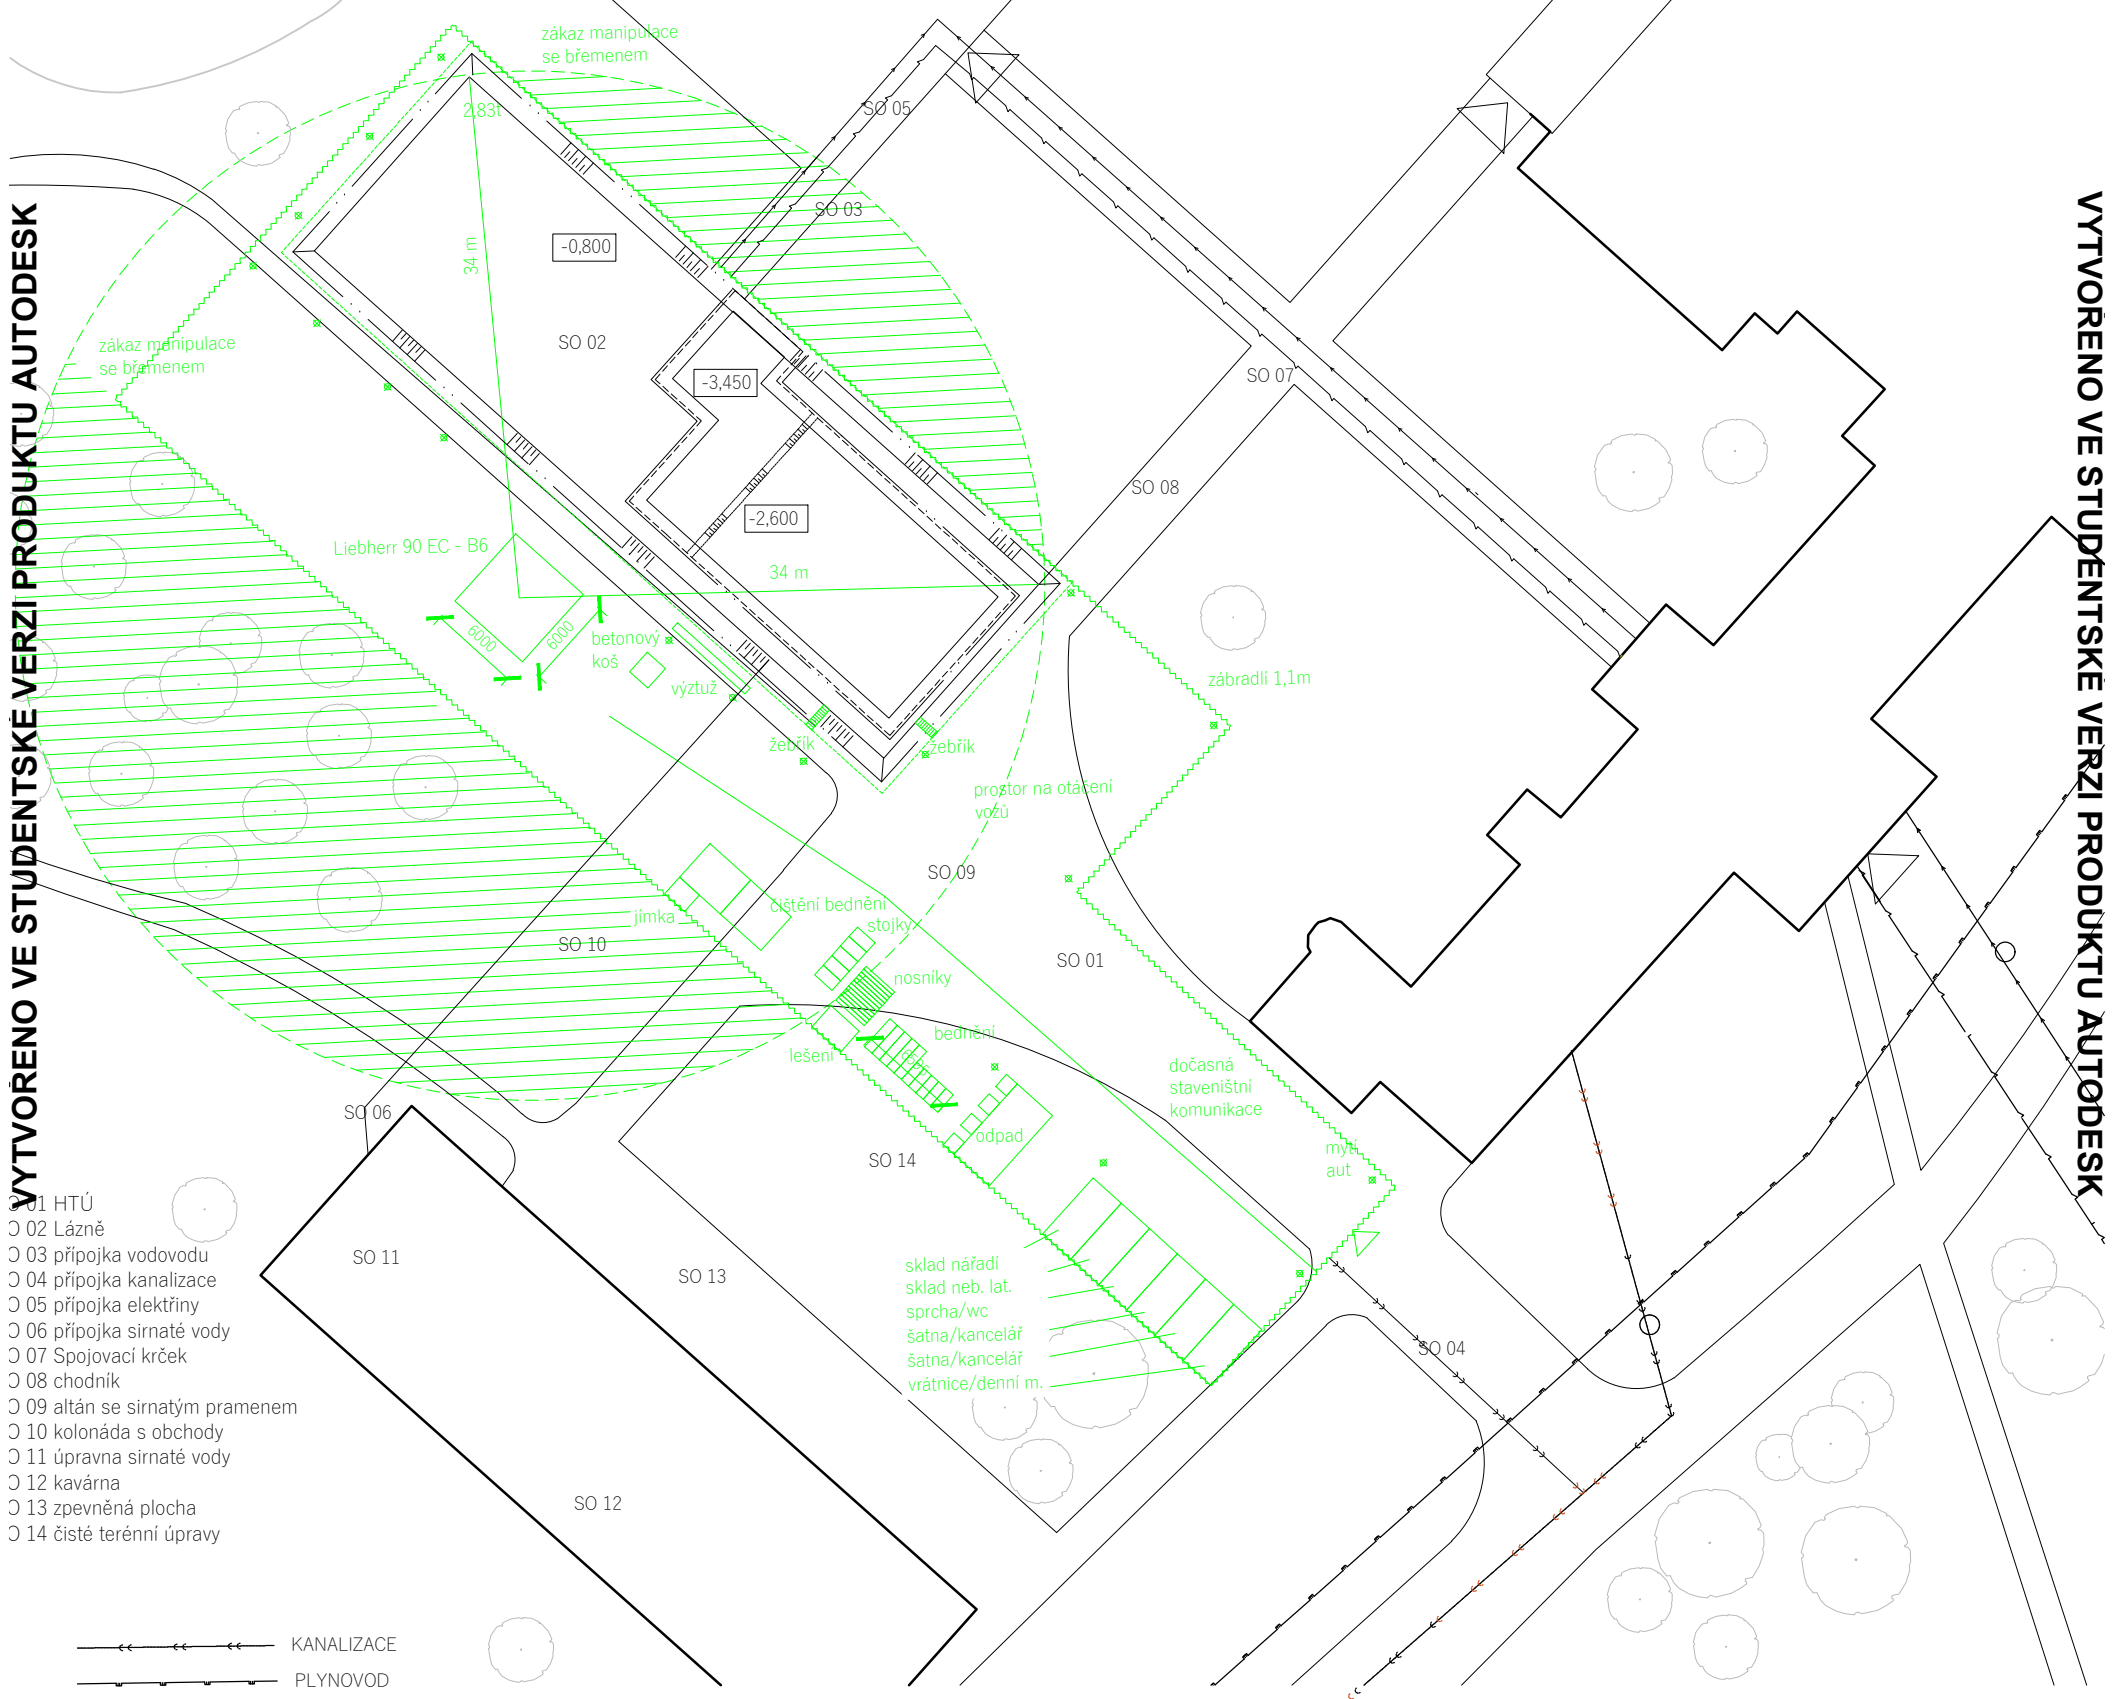 zákaz manipulace
se břemenem
2,83t
SO 05
SO 03
34 m
-0,800
SO 02
zákaz manipulace
se břemenem
-3,450
SO 07
SO 08
-2,600
Liebherr 90 EC - B6
34 m
6000
6000
betonový
koš
výztuž
zábradlí 1,1m
žebřík
žebřík
prostor na otáčení
vozů
SO 09
čištění bednění
jímka
stojky
SO 10
SO 01
nosníky
bednění
lešení
dočasná
staveništní
komunikace
SO 06
odpad
mytí
aut
SO 14
SO 11
SO 13
sklad nářadí
sklad neb. lat.
sprcha/wc
šatna/kancelář
šatna/kancelář
vrátnice/denní m.
SO 04
SO 12
O 01 HTÚ
O 02 Lázně
O 03 přípojka vodovodu
O 04 přípojka kanalizace
O 05 přípojka elektřiny
O 06 přípojka sirnaté vody
O 07 Spojovací krček
O 08 chodník
O 09 altán se sirnatým pramenem
O 10 kolonáda s obchody
O 11 úpravna sirnaté vody
O 12 kavárna
O 13 zpevněná plocha
O 14 čisté terénní úpravy
KANALIZACE
PLYNOVOD
VYTVOŘENO VE STUDENTSKÉ VERZI PRODUKTU AUTODESK
VYTVOŘENO VE STUDENTSKÉ VERZI PRODUKTU AUTODESK